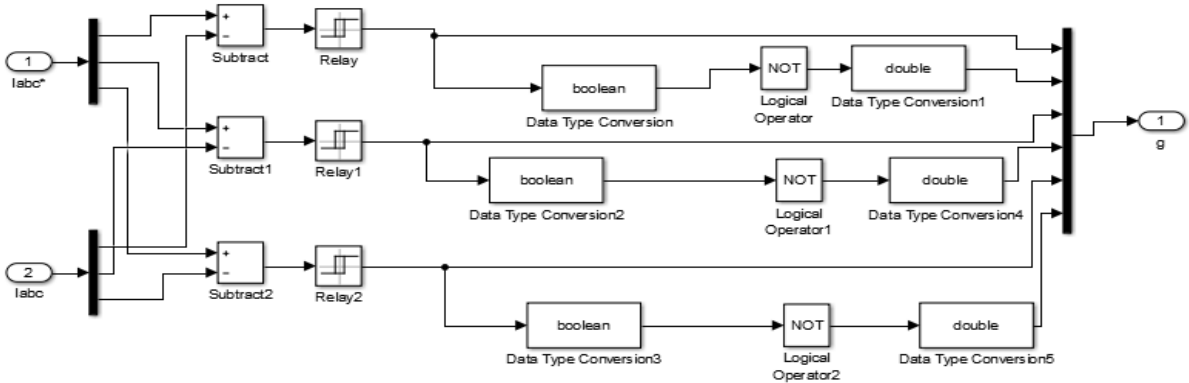 +
−
Subtract
Relay
1
Iabc*
boolean
Data Type Conversion
NOT
Logical
Operator
double
Data Type Conversion1
1
g
+
−
Subtract1
Relay1
boolean
Data Type Conversion2
NOT
Logical
Operator1
double
Data Type Conversion4
2
Iabc
+
−
Subtract2
Relay2
boolean
Data Type Conversion3
NOT
Logical
Operator2
double
Data Type Conversion5